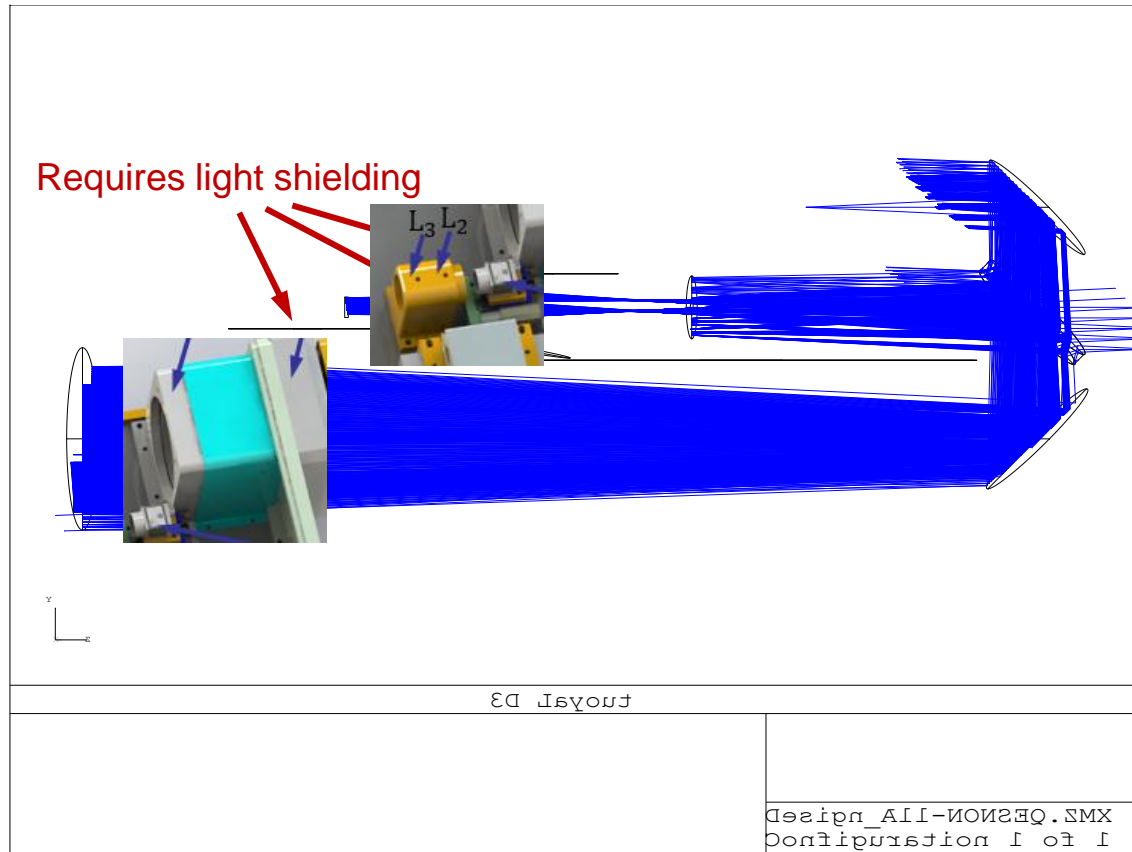 Requires light shielding
L3 L2
Y
Z
3D Layout
Design_All-NONSEQ.ZMX
Configuration 1 of 1